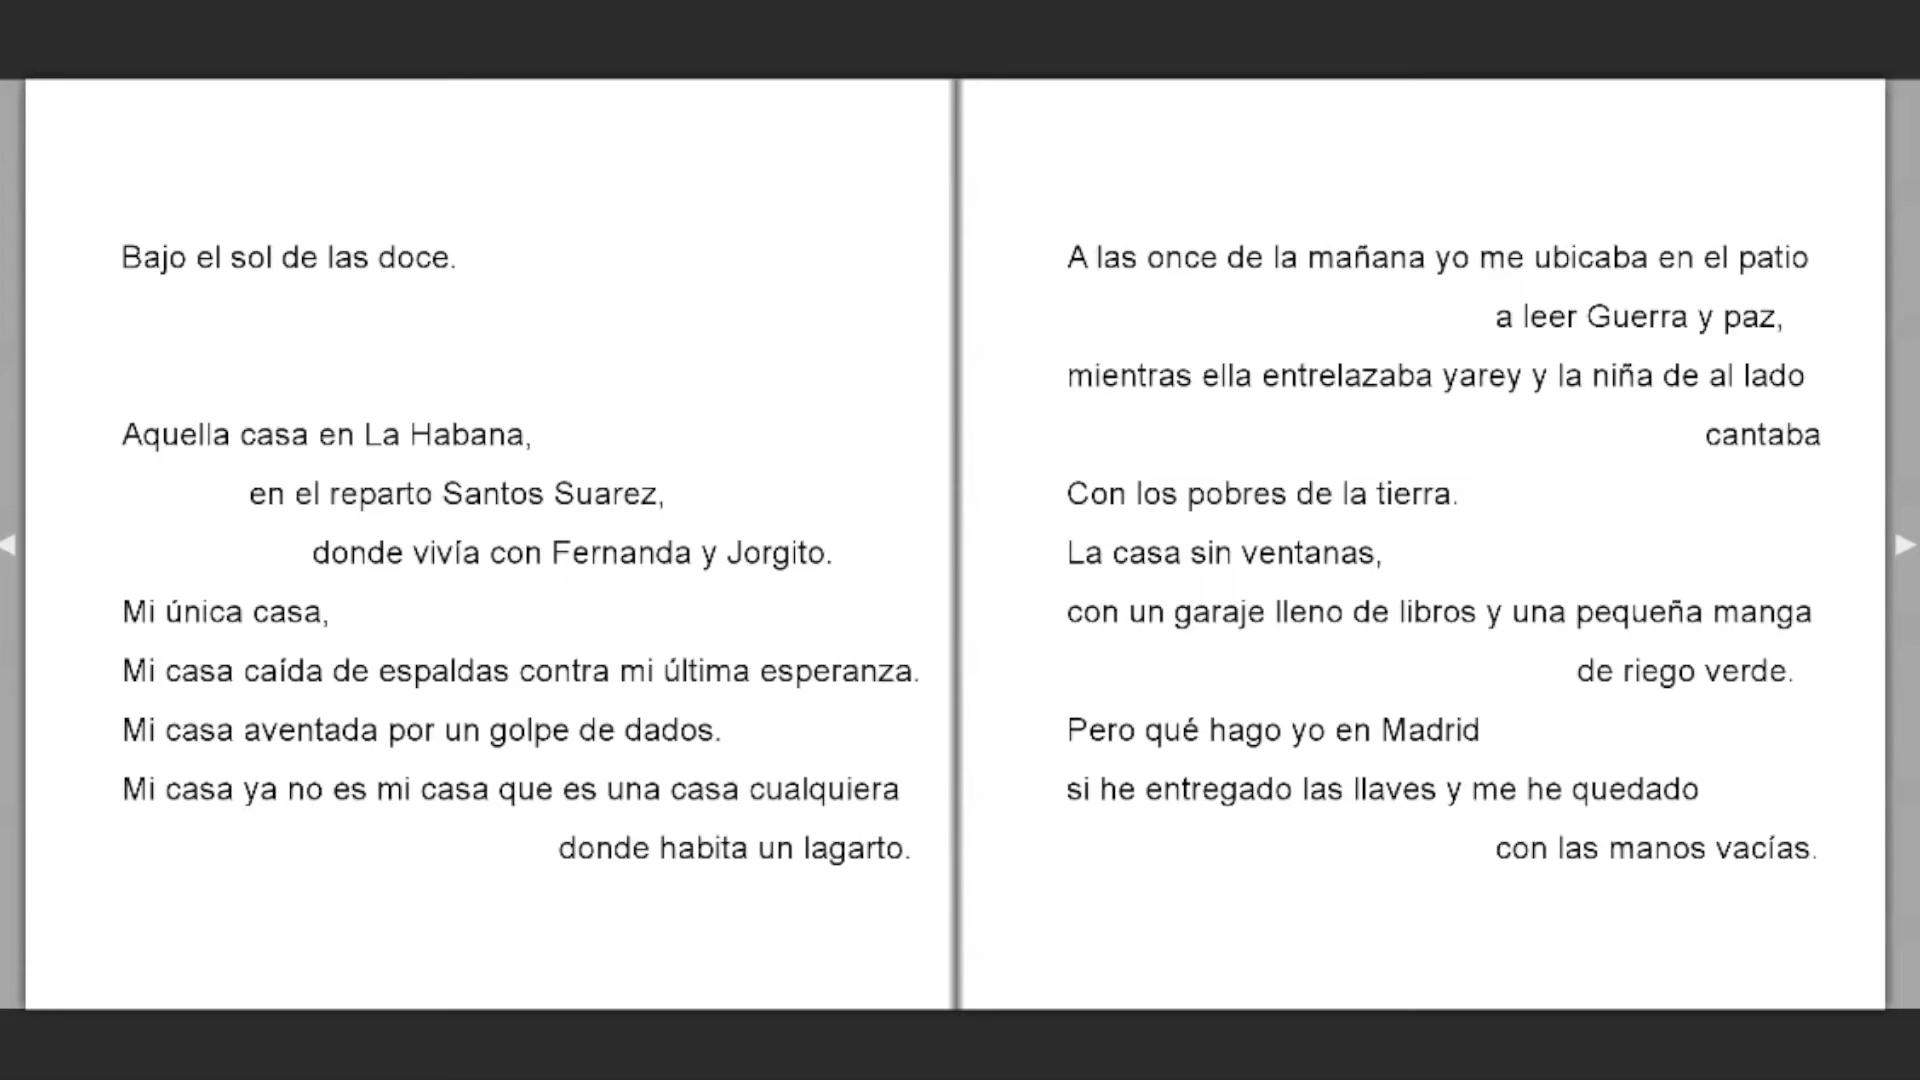 Bajo el sol de las doce.
Aquella casa en La Habana,
en el reparto Santos Suarez,
donde vivía con Fernanda y Jorgito.
Mi única casa,
Mi casa caída de espaldas contra mi última esperanza.
Mi casa aventada por un golpe de dados.
Mi casa ya no es mi casa que es una casa cualquiera
donde habita un lagarto.
A las once de la mañana yo me ubicaba en el patio
a leer Guerra y paz,
mientras ella entrelazaba yarey y la niña de al lado
cantaba
Con los pobres de la tierra.
La casa sin ventanas,
con un garaje lleno de libros y una pequeña manga
de riego verde.
Pero qué hago yo en Madrid
si he entregado las llaves y me he quedado
con las manos vacías.